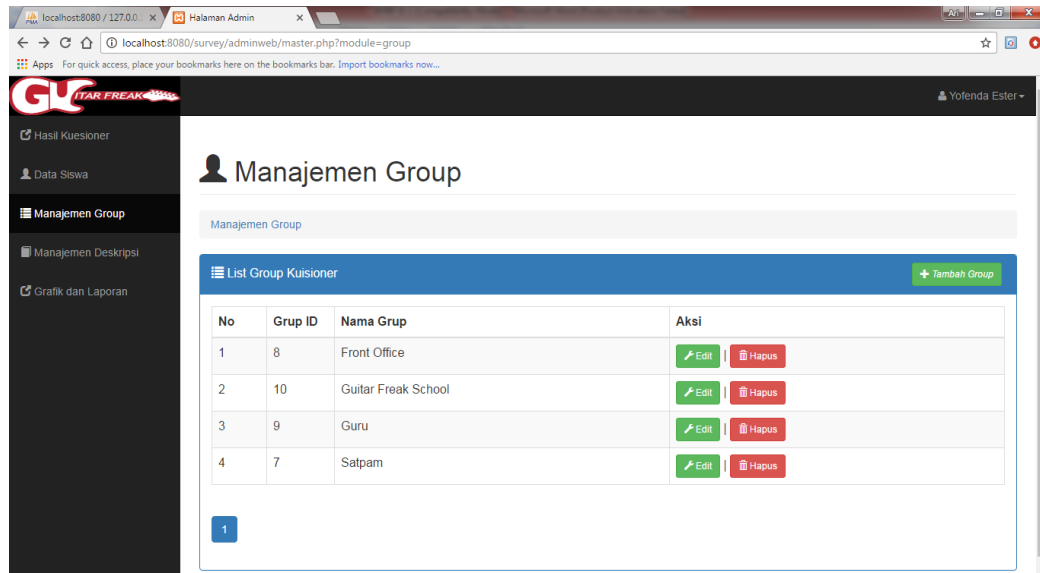 localhost:8080 / 127.0.0.
Halaman Admin
Ari
localhost:8080/survey/adminweb/master.php?module=group
Apps For quick access, place your bookmarks here on the bookmarks bar. Import bookmarks now...
GUITAR FREAK
Yofenda Ester
Hasil Kuesioner
Data Siswa
Manajemen Group
Manajemen Deskripsi
Grafik dan Laporan
Manajemen Group
Manajemen Group
List Group Kuisioner
+ Tambah Group
No Grup ID Nama Grup Aksi
1 8 Front Office Edit | Hapus
2 10 Guitar Freak School Edit | Hapus
3 9 Guru Edit | Hapus
4 7 Satpam Edit | Hapus
1